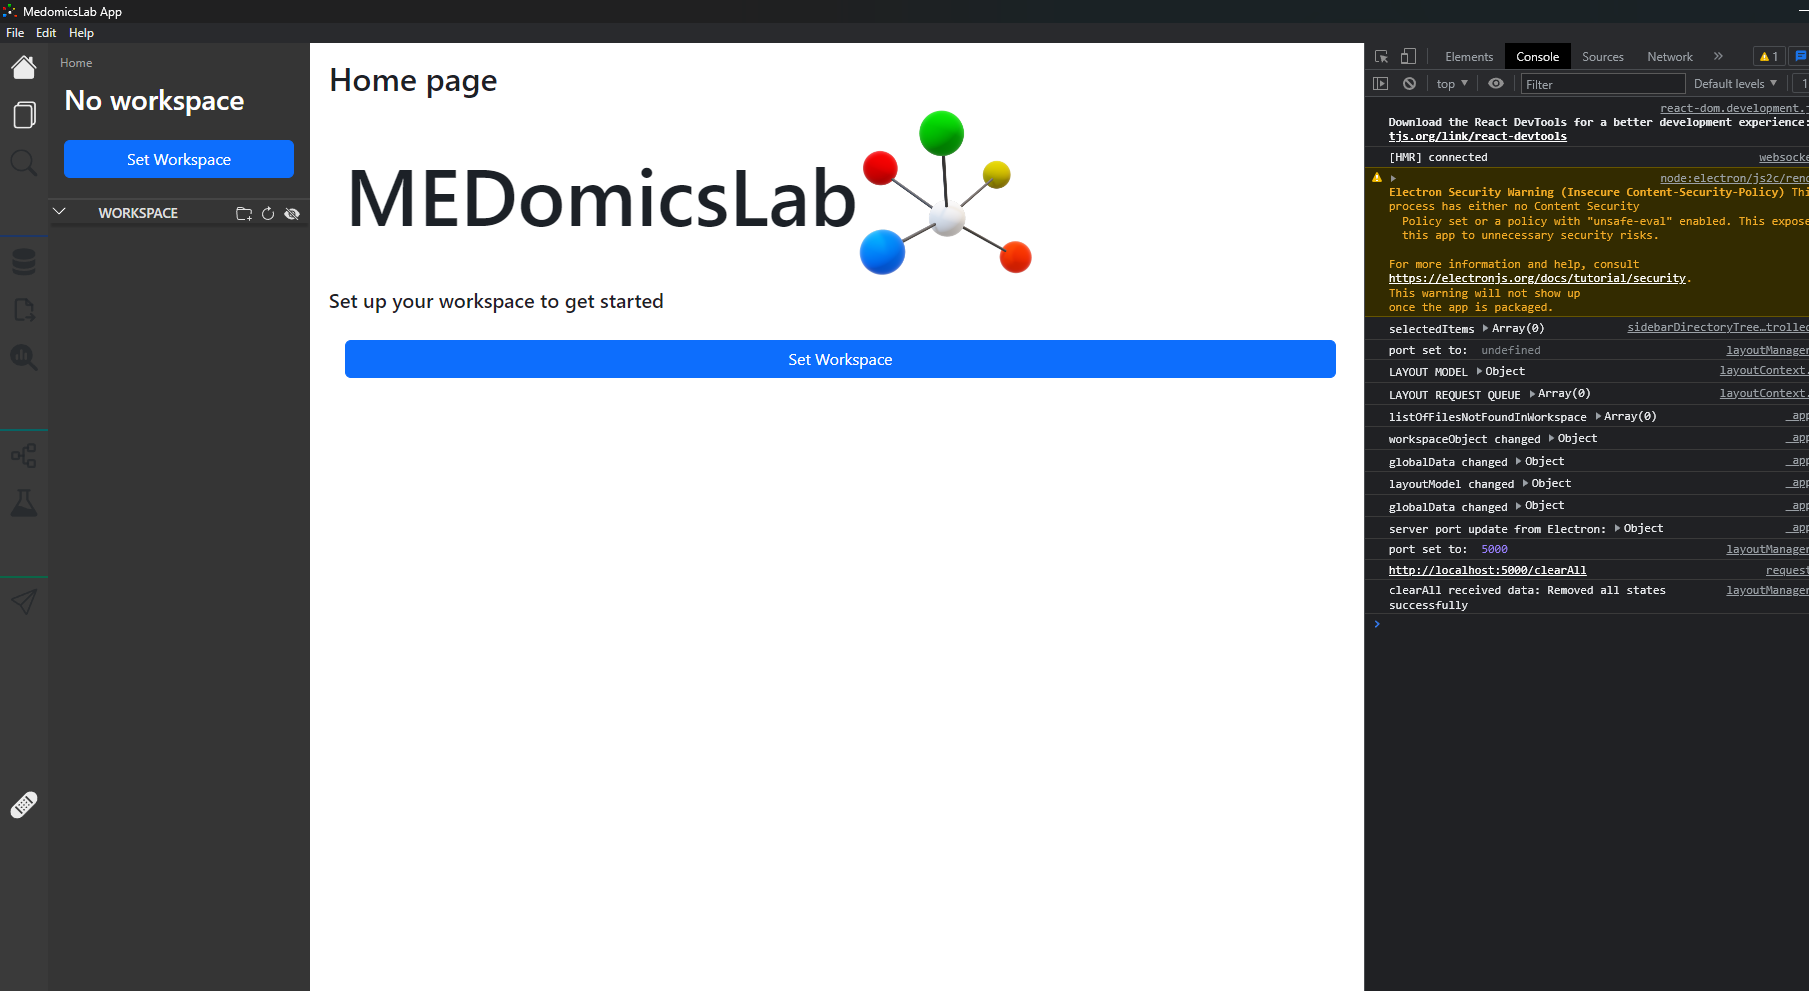 MedomicsLab App
File Edit Help
Home
No workspace
Set Workspace
WORKSPACE
Home page
MEDomicsLab
Set up your workspace to get started
Set Workspace
Elements Console Sources Network » 1
top Filter Default levels
react-dom.development.
Download the React DevTools for a better development experience:
tjs.org/link/react-devtools
[HMR] connected
node:electron/js2c/
Electron Security Warning (Insecure Content-Security-Policy)
process has either no Content Security
Policy set or a policy with "unsafe-eval" enabled. This
this app to unnecessary security risks.
For more information and help, consult
https://electronjs.org/docs/tutorial/security.
This warning will not show up
once the app is packaged.
selectedItems Array(0) sidebarDirectoryTree…
port set to: undefined layoutManager
LAYOUT MODEL Object layoutContext.
LAYOUT REQUEST QUEUE Array(0) layoutContext.
listOfFilesNotFoundInWorkspace Array(0) _app
workspaceObject changed Object _app
globalData changed Object _app
layoutModel changed Object _app
globalData changed Object _app
server port update from Electron: Object _app
port set to: 5000 layoutManager
http://localhost:5000/clearAll request
clearAll received data: Removed all states layoutManager
successfully